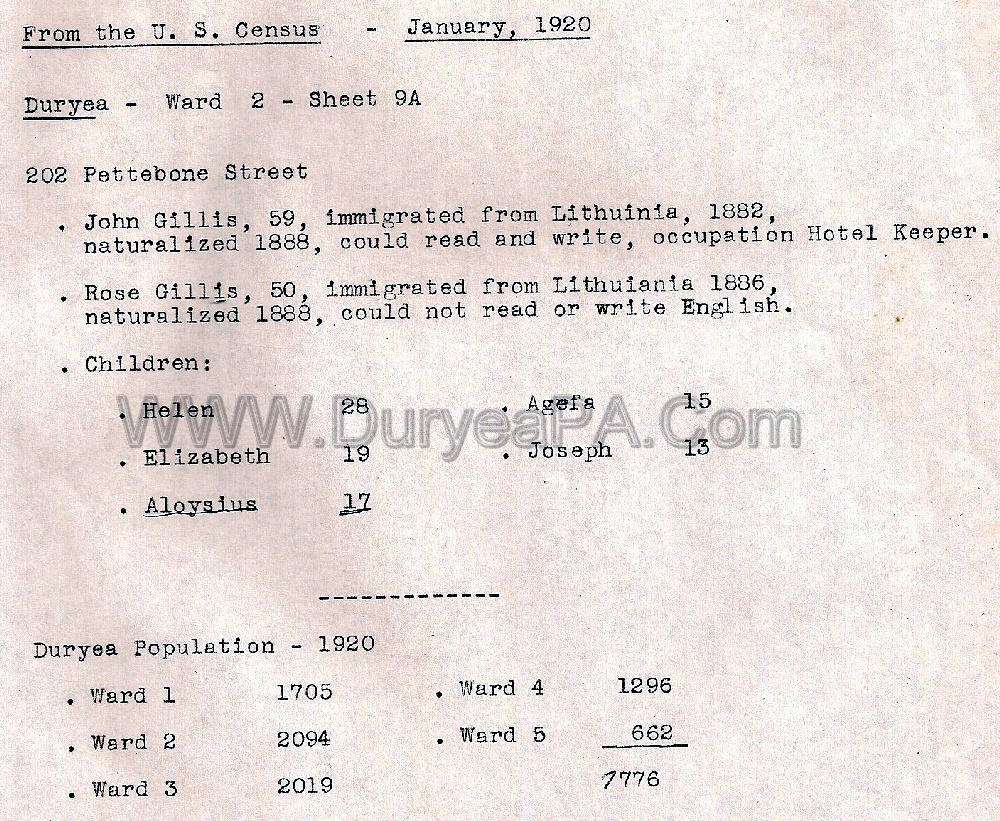 From the U. S. Census - January, 1920
Duryea - Ward 2 - Sheet 9A
202 Pettebone Street
. John Gillis, 59, immigrated from Lithuinia, 1882,
naturalized 1888, could read and write, occupation Hotel Keeper.
. Rose Gillis, 50, immigrated from Lithuiania 1886,
naturalized 1888, could not read or write English.
. Children:
. Helen 28 . Agefa 15
WWW.DuryeaPA.Com
. Elizabeth 19 . Joseph 13
. Aloysius 17
-------------
Duryea Population - 1920
. Ward 1 1705 . Ward 4 1296
. Ward 2 2094 . Ward 5 662
. Ward 3 2019 7776